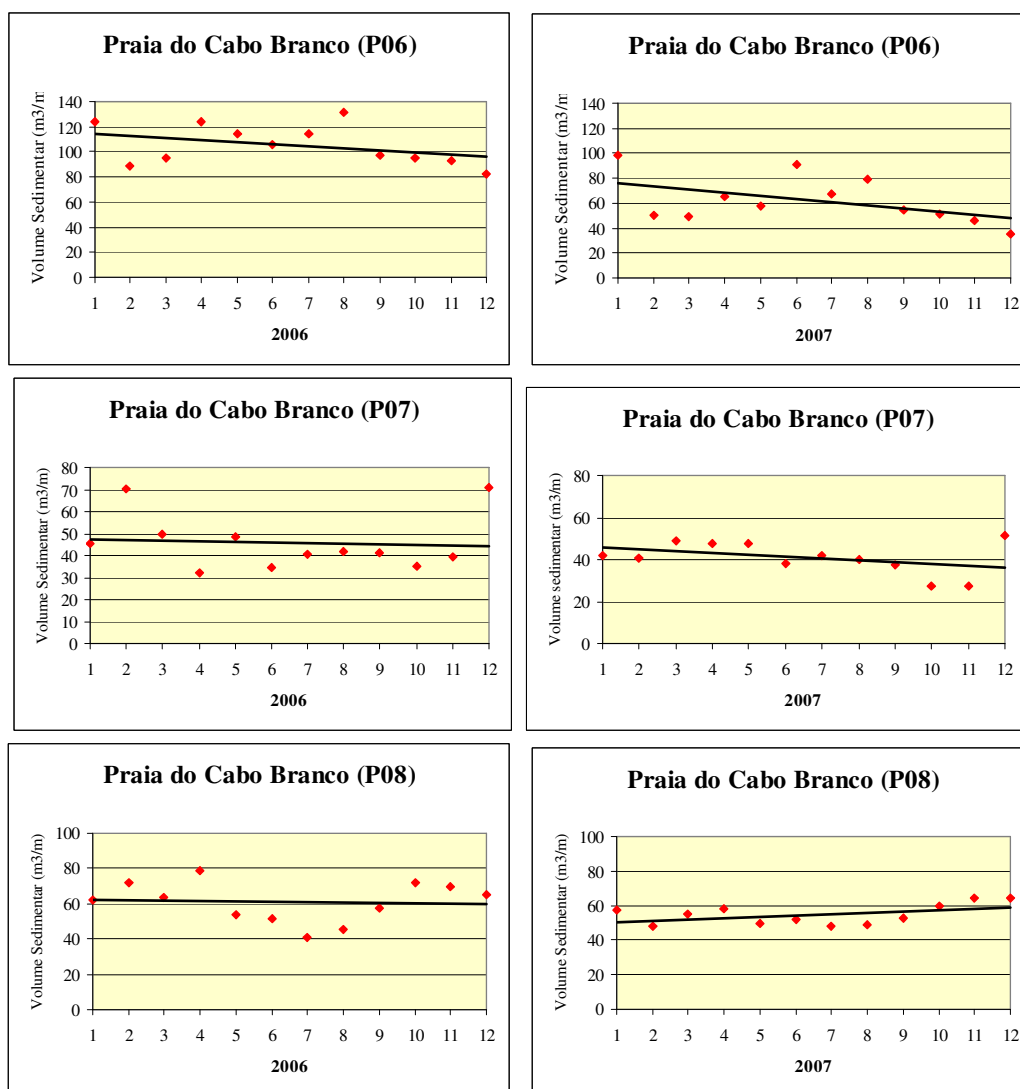 Praia do Cabo Branco (P06)
Volume Sedimentar (m3/m
140
120
100
80
60
40
20
0
1 2 3 4 5 6 7 8 9 10 11 12
2006
Praia do Cabo Branco (P06)
Volume Sedimentar (m3/m
140
120
100
80
60
40
20
0
1 2 3 4 5 6 7 8 9 10 11 12
2007
Praia do Cabo Branco (P07)
Volume Sedimentar (m3/m)
80
70
60
50
40
30
20
10
0
1 2 3 4 5 6 7 8 9 10 11 12
2006
Praia do Cabo Branco (P07)
Volume sedimentar (m3/m)
80
60
40
20
0
1 2 3 4 5 6 7 8 9 10 11 12
2007
Praia do Cabo Branco (P08)
Volume Sedimentar (m3/m)
100
80
60
40
20
0
1 2 3 4 5 6 7 8 9 10 11 12
2006
Praia do Cabo Branco (P08)
Volume Sedimentar (m3/m)
100
80
60
40
20
0
1 2 3 4 5 6 7 8 9 10 11 12
2007